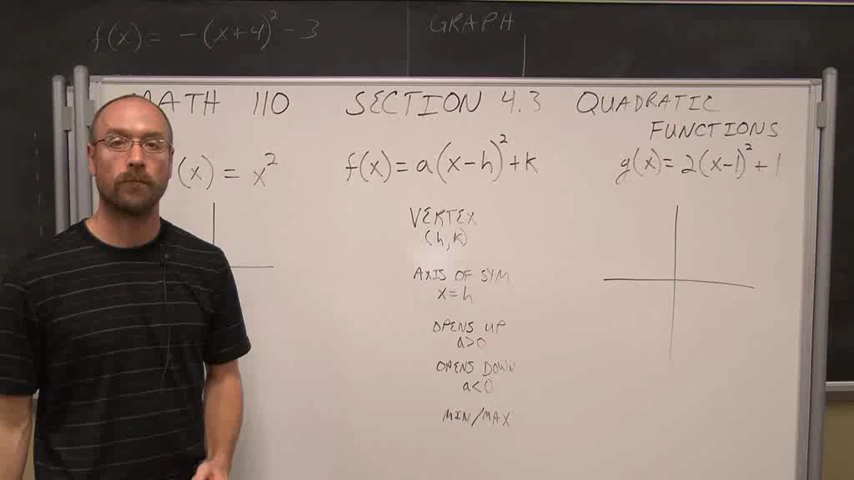 f(x) = -(x+4)² - 3
GRAPH
MATH 110 SECTION 4.3 QUADRATIC
FUNCTIONS
(x) = x²
f(x) = a(x-h)² + k
g(x) = 2(x-1)² + 1
VERTEX
(h, k)
AXIS OF SYM
x = h
OPENS UP
a>0
OPENS DOWN
a<0
MIN/MAX